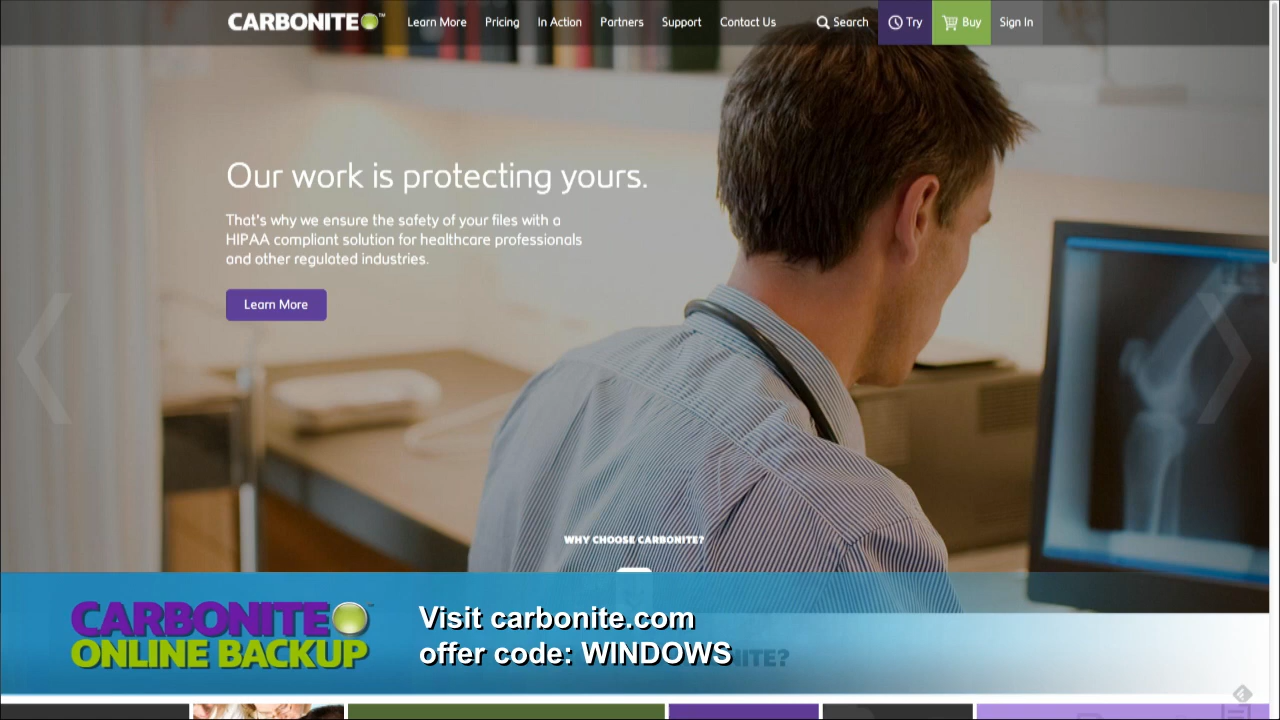 CARBONITE™ Learn More Pricing In Action Partners Support Contact Us Search Try Buy Sign In
Our work is protecting yours.
That's why we ensure the safety of your files with a
HIPAA compliant solution for healthcare professionals
and other regulated industries.
Learn More
WHY CHOOSE CARBONITE?
CARBONITE
ONLINE BACKUP
Visit carbonite.com
offer code: WINDOWS